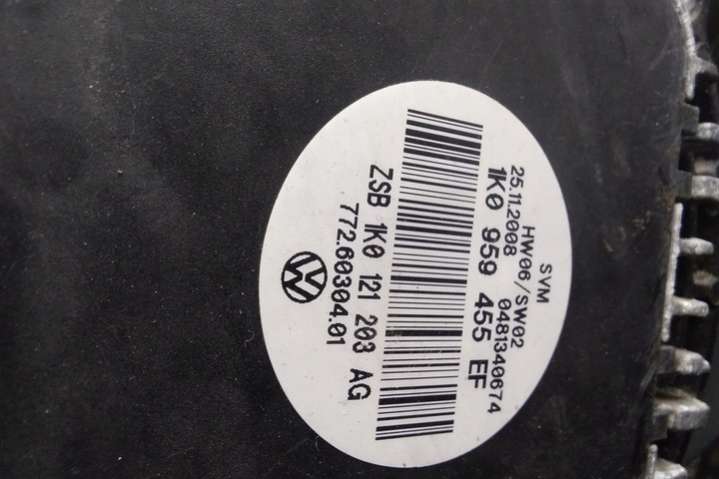 SVM
HW06/SW02
25.11.2008 0481340674
1K0 959 455 EF
ZSB 1K0 121 203 AG
772.60304.01
VW